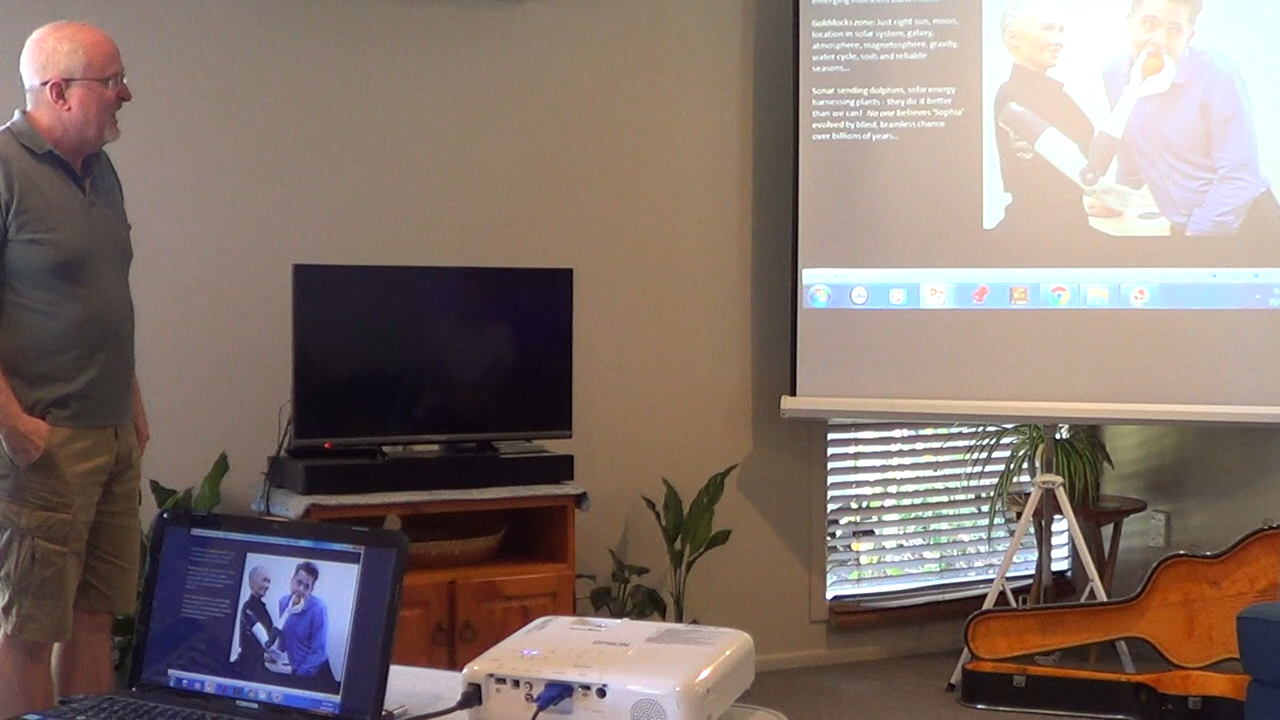 Goldilocks zone: Just right sun, moon,
location in solar system, galaxy,
atmosphere, magnetosphere, gravity,
water cycle, soils and reliable
seasons...
Sonar sending dolphins, solar energy
harnessing plants - they do it better
than we can! No one believes 'Sophia'
evolved by blind, brainless chance
over billions of years...
EPSON